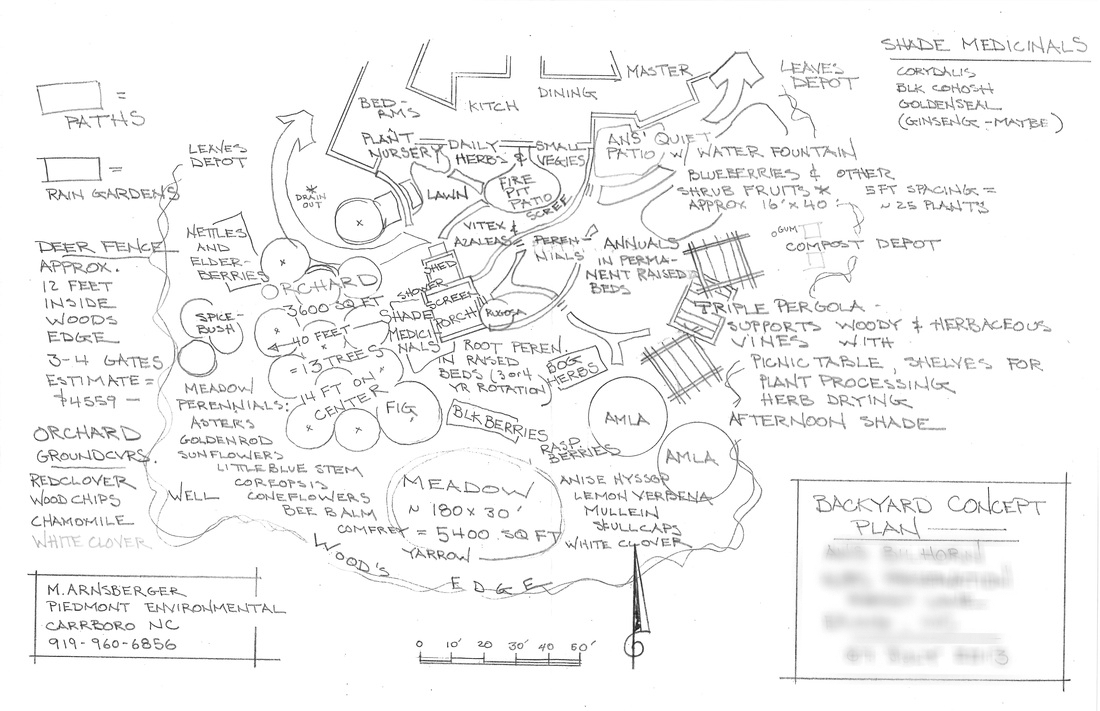 SHADE MEDICINALS
CORYDALIS
BLK COHOSH
GOLDENSEAL
(GINSENG - MAYBE)
= PATHS
= RAIN GARDENS
DEER FENCE
APPROX.
12 FEET
INSIDE
WOODS
EDGE
3-4 GATES
ESTIMATE =
$4559 —
ORCHARD
GROUNDCVRS.
RED CLOVER
WOOD CHIPS
CHAMOMILE
WHITE CLOVER
M. ARNSBERGER
PIEDMONT ENVIRONMENTAL
CARRBORO NC
919-960-6856
LEAVES
DEPOT
NETTLES
AND
ELDER-
BERRIES
SPICE-
BUSH
* DRAIN
OUT
BED-
RMS
KITCH
DINING
MASTER
PLANT
NURSERY
DAILY
HERBS &
SMALL
VEGGIES
LAWN
FIRE
PIT
PATIO
SCREE
ANS' QUIET
PATIO W/ WATER FOUNTAIN
LEAVES
DEPOT
BLUEBERRIES & OTHER
SHRUB FRUITS *
APPROX 16' X 40'
5 FT SPACING =
~ 25 PLANTS
GUM
COMPOST DEPOT
VITEX &
AZALEAS
PEREN-
NIALS
ANNUALS
IN PERMA-
NENT RAISED
BEDS
SHED
SHOWER
SCREEN
PORCH
RUGOSA
SHADE
MEDICI-
NALS
ORCHARD
3600 SQ FT
40 FEET
= 13 TREES
14 FT ON
CENTER
FIG
ROOT PEREN.
IN RAISED
BEDS (3 OR 4
YR ROTATION)
BOG
HERBS
TRIPLE PERGOLA -
SUPPORTS WOODY & HERBACEOUS
VINES WITH
PICNIC TABLE, SHELVES FOR
PLANT PROCESSING
HERB DRYING
AFTERNOON SHADE
BLKBERRIES
RASP.
BERRIES
AMLA
AMLA
MEADOW
PERENNIALS:
ASTERS
GOLDENROD
SUNFLOWERS
LITTLE BLUE STEM
COREOPSIS
CONEFLOWERS
BEE BALM
COMFREY
YARROW
WELL
MEADOW
~ 180 X 30'
= 5400 SQ FT
ANISE HYSSOP
LEMON VERBENA
MULLEIN
SKULLCAPS
WHITE CLOVER
WOOD'S EDGE
0 10' 20 30' 40 50'
BACKYARD CONCEPT
PLAN